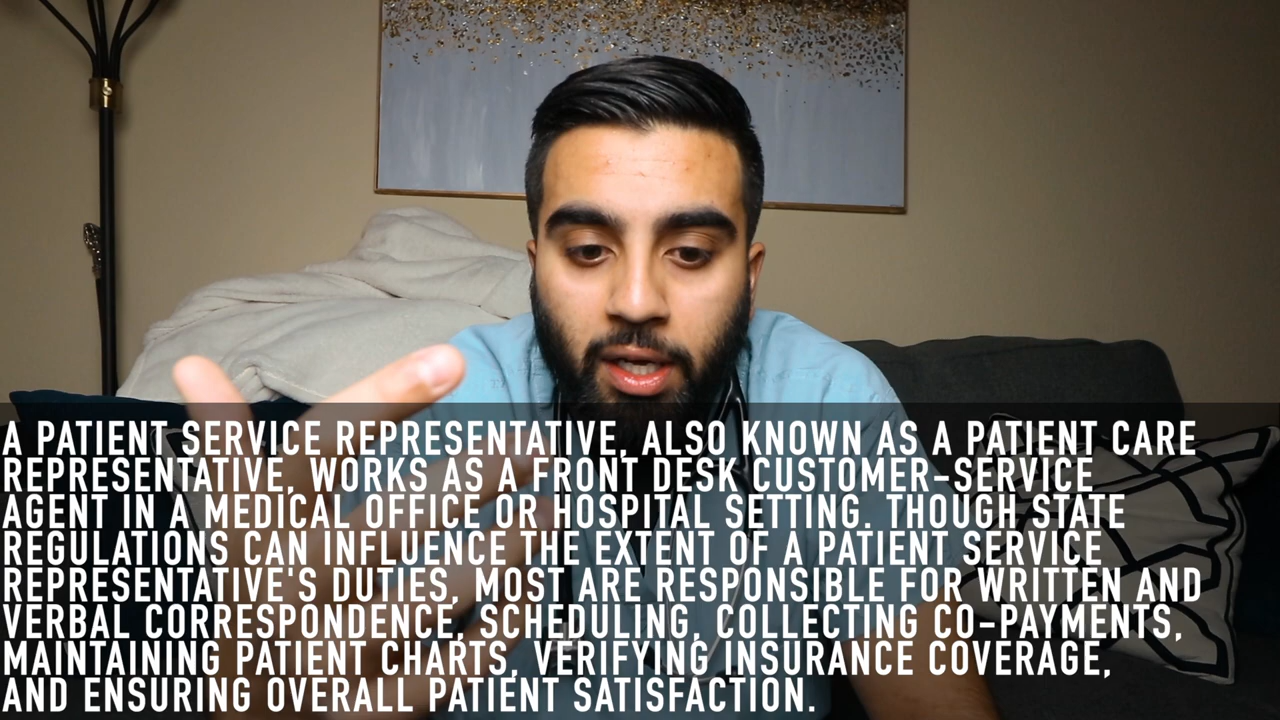 A PATIENT SERVICE REPRESENTATIVE, ALSO KNOWN AS A PATIENT CARE
REPRESENTATIVE, WORKS AS A FRONT DESK CUSTOMER-SERVICE
AGENT IN A MEDICAL OFFICE OR HOSPITAL SETTING. THOUGH STATE
REGULATIONS CAN INFLUENCE THE EXTENT OF A PATIENT SERVICE
REPRESENTATIVE'S DUTIES, MOST ARE RESPONSIBLE FOR WRITTEN AND
VERBAL CORRESPONDENCE, SCHEDULING, COLLECTING CO-PAYMENTS,
MAINTAINING PATIENT CHARTS, VERIFYING INSURANCE COVERAGE,
AND ENSURING OVERALL PATIENT SATISFACTION.